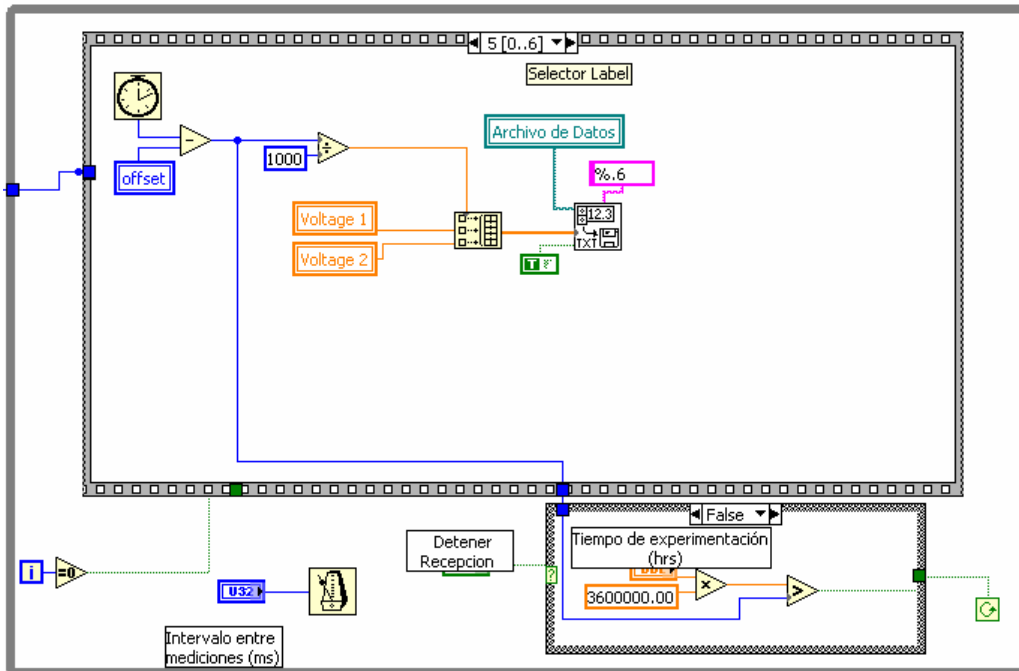 5 [0..6]
Selector Label
offset
1000
÷
Archivo de Datos
%.6
Voltage 1
Voltage 2
12.3
TXT
T
False
Detener
Recepcion
?
Tiempo de experimentación
(hrs)
3600000.00
x
>
i
=0
U32
Intervalo entre
mediciones (ms)